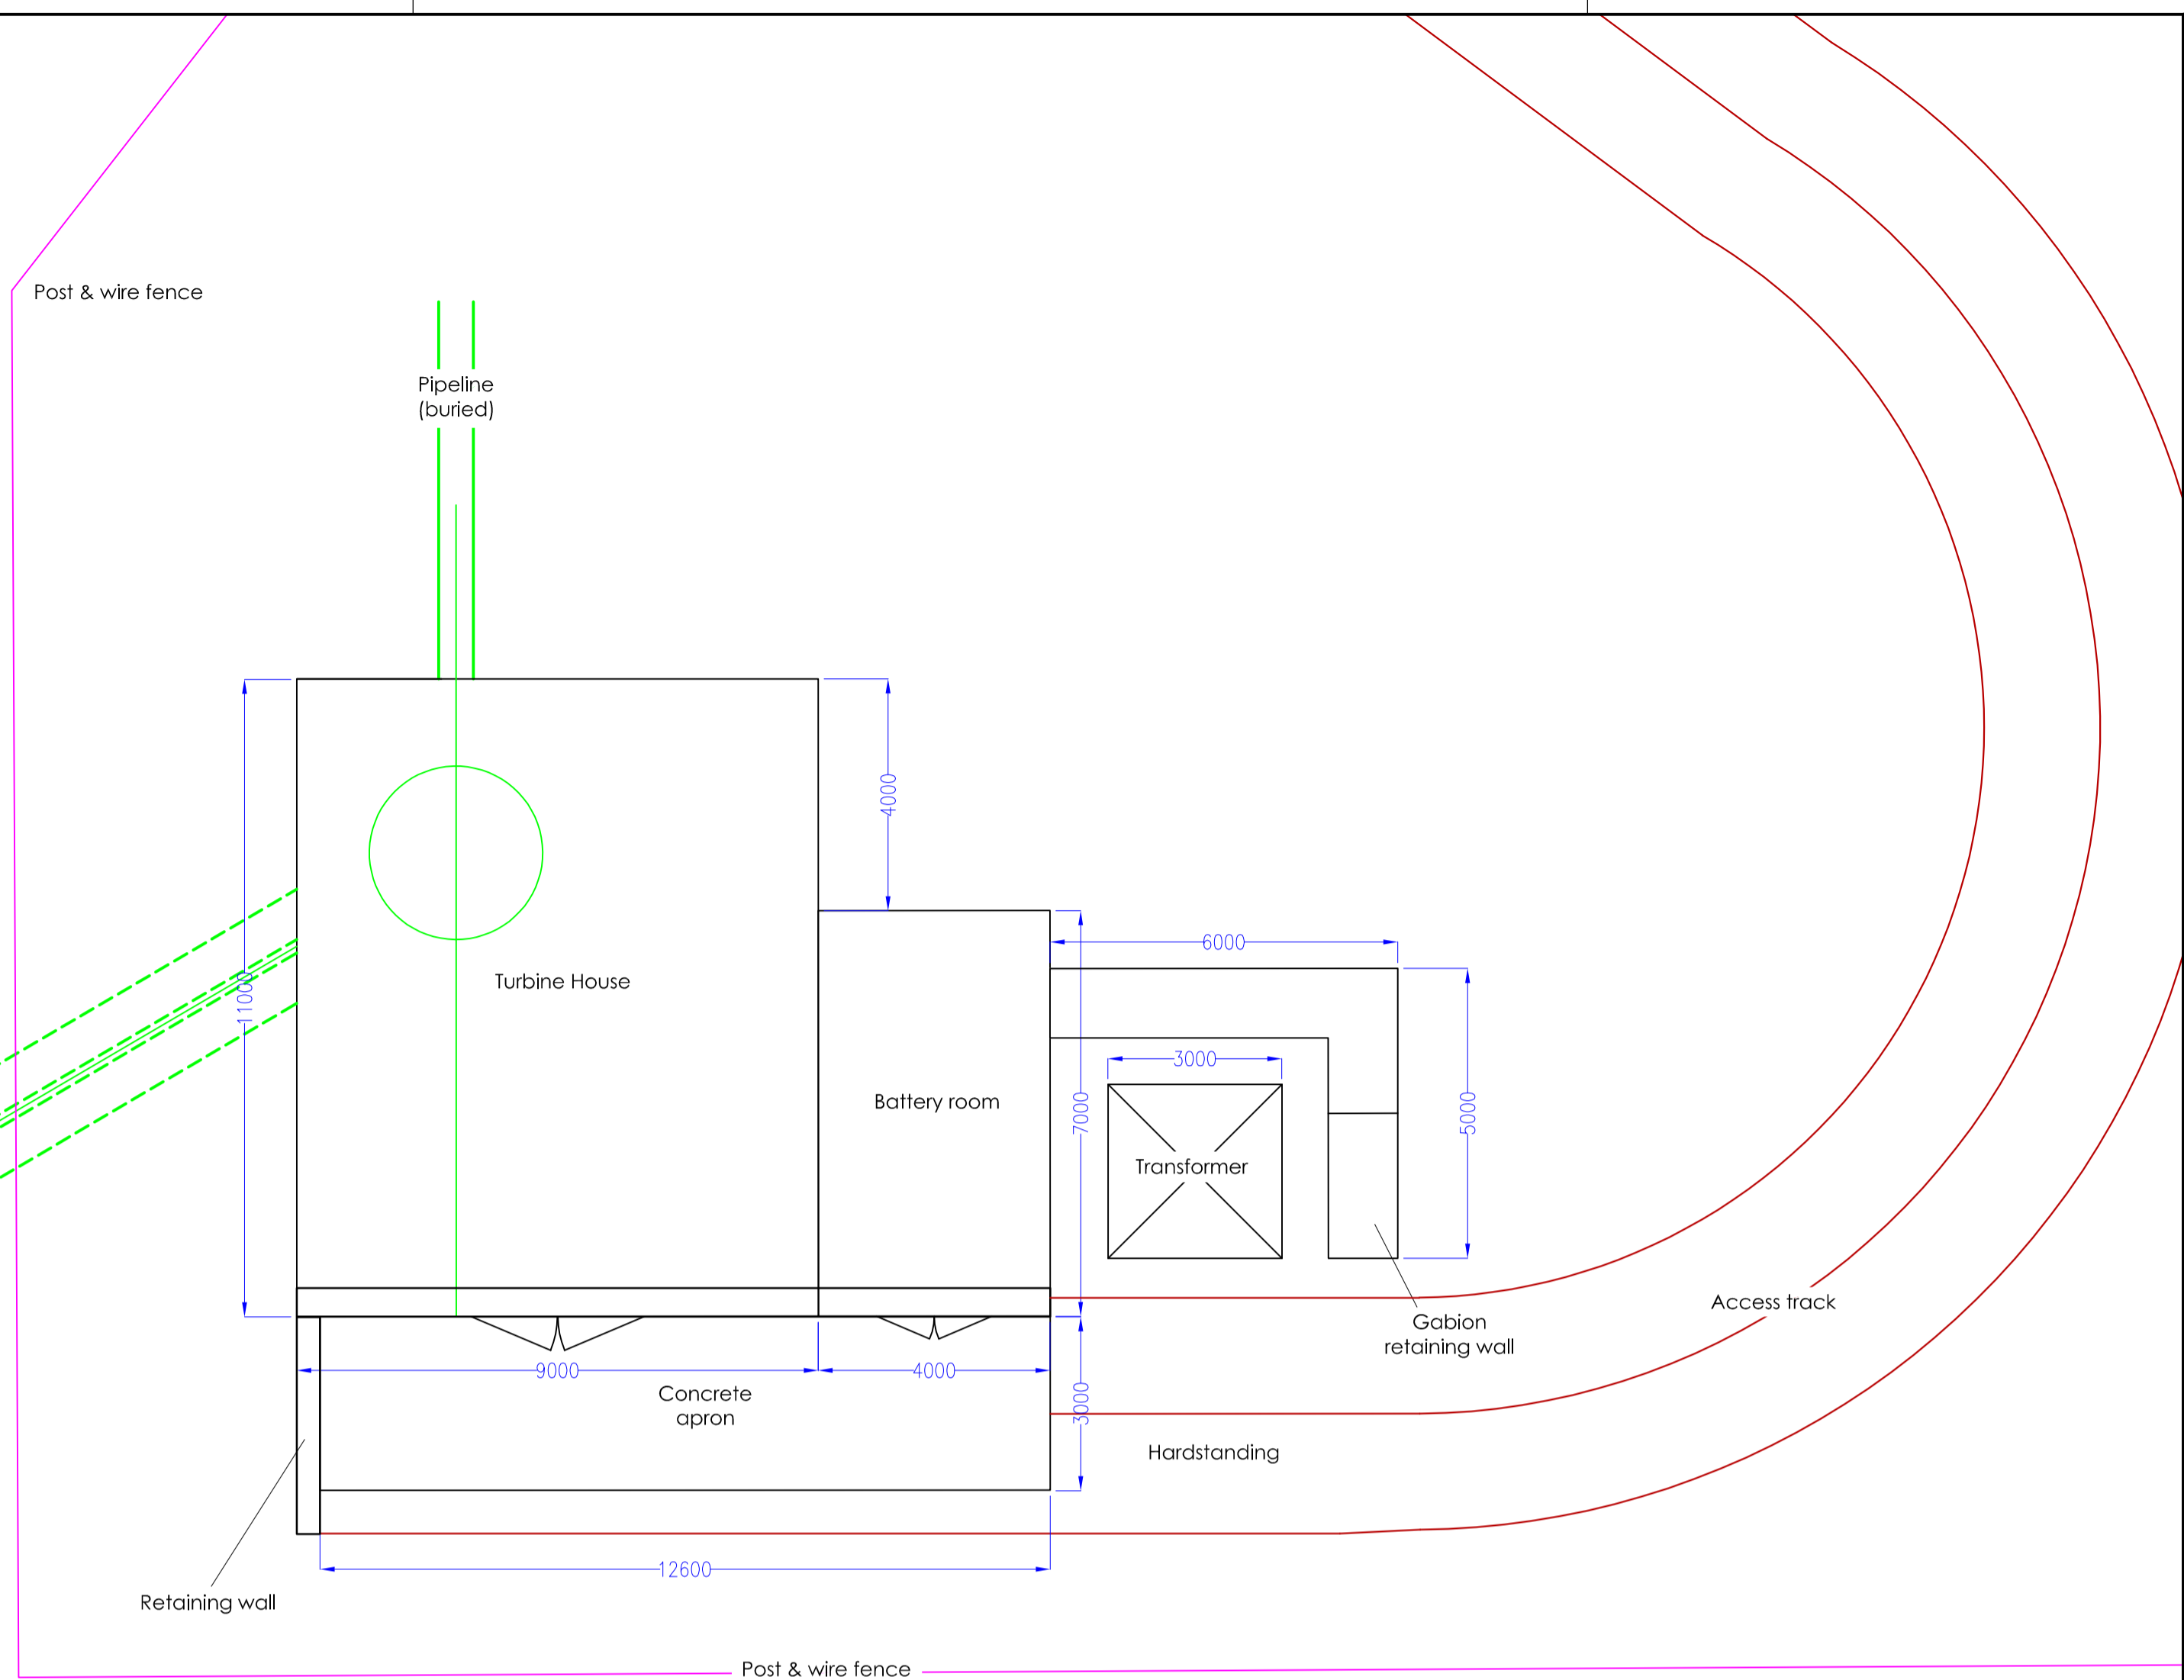 Post & wire fence
Pipeline
(buried)
4000
11000
6000
Turbine House
3000
Battery room
7000
5000
Transformer
Access track
Gabion
retaining wall
9000
4000
3000
Concrete
apron
Hardstanding
12600
Retaining wall
Post & wire fence